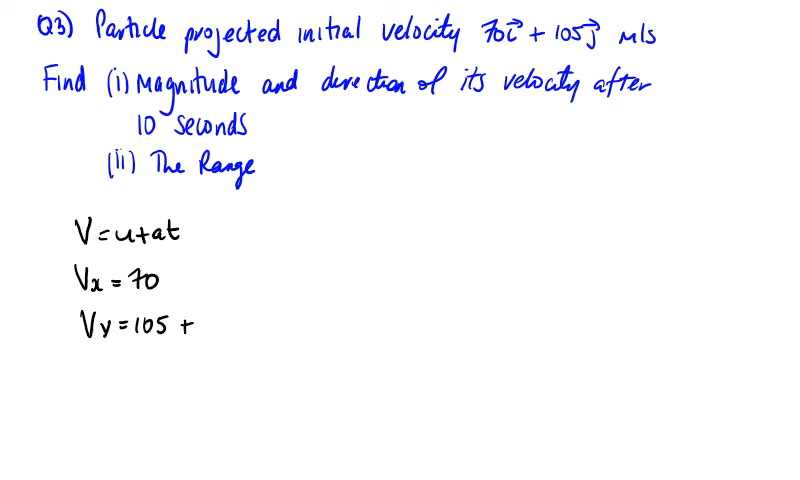 Q3) Particle projected initial velocity 70i⃗ + 105j⃗ m/s
Find (i) Magnitude and direction of its velocity after
10 seconds
(ii) The Range
V = u + at
Vx = 70
Vy = 105 +